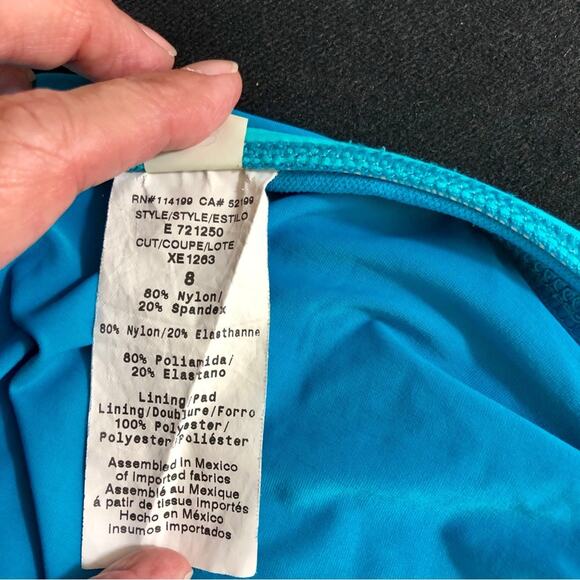 RN#114199 CA# 52199
STYLE/STYLE/ESTILO
E 721250
CUT/COUPE/LOTE
XE1263
8
80% Nylon/
20% Spandex
80% Nylon/20% Elasthanne
80% Poliamida/
20% Elastano
Lining/Pad
Lining/Doublure/Forro
100% Polyester/
Polyester/Poliéster
Assembled in Mexico
of imported fabrics
Assemblé au Mexique
á patir de tissue importés
Hecho en México
insumos importados